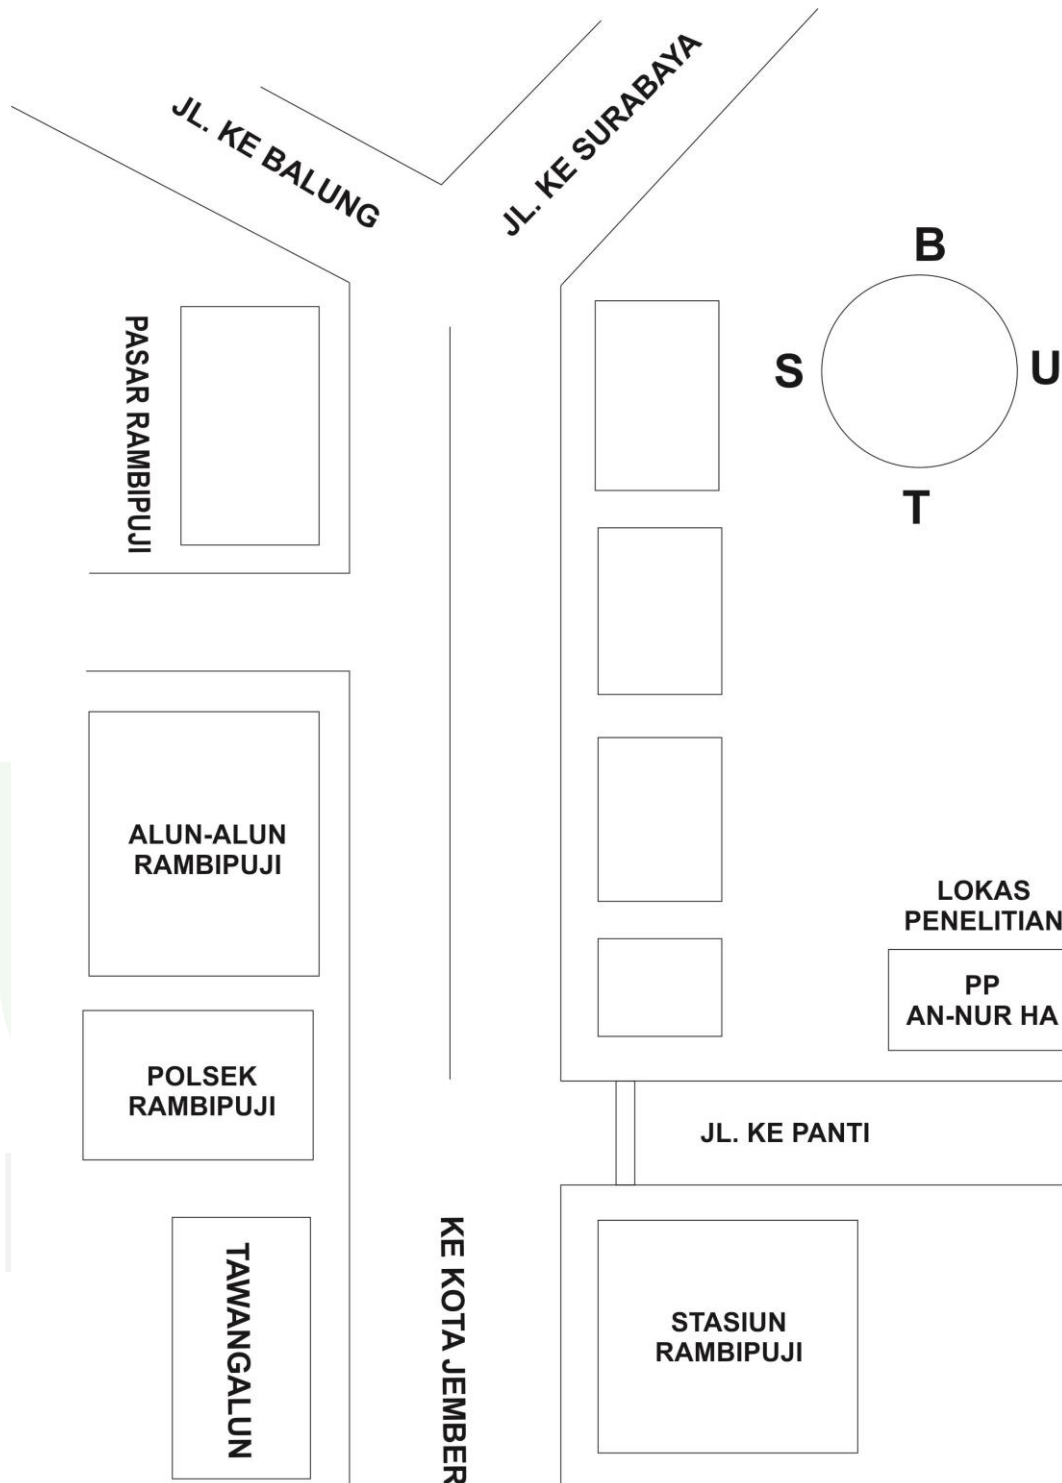 JL. KE BALUNG
JL. KE SURABAYA
B
S
U
T
PASAR RAMBIPUJI
ALUN-ALUN
RAMBIPUJI
LOKAS
PENELITIAN
PP
AN-NUR HA
POLSEK
RAMBIPUJI
JL. KE PANTI
TAWANGALUN
KE KOTA JEMBER
STASIUN
RAMBIPUJI